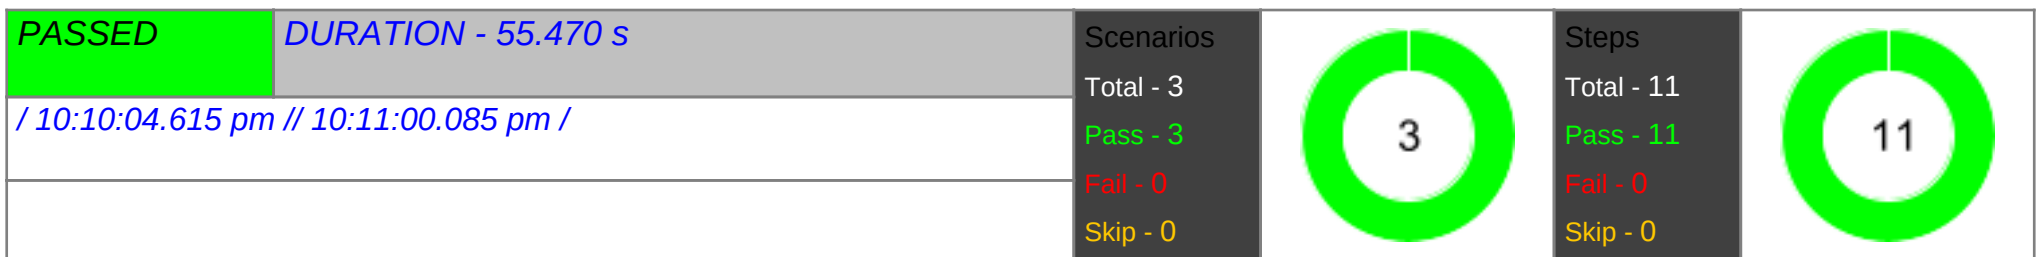 PASSED
DURATION - 55.470 s
/ 10:10:04.615 pm // 10:11:00.085 pm /
Scenarios
Total - 3
Pass - 3
Fail - 0
Skip - 0
3
Steps
Total - 11
Pass - 11
Fail - 0
Skip - 0
11